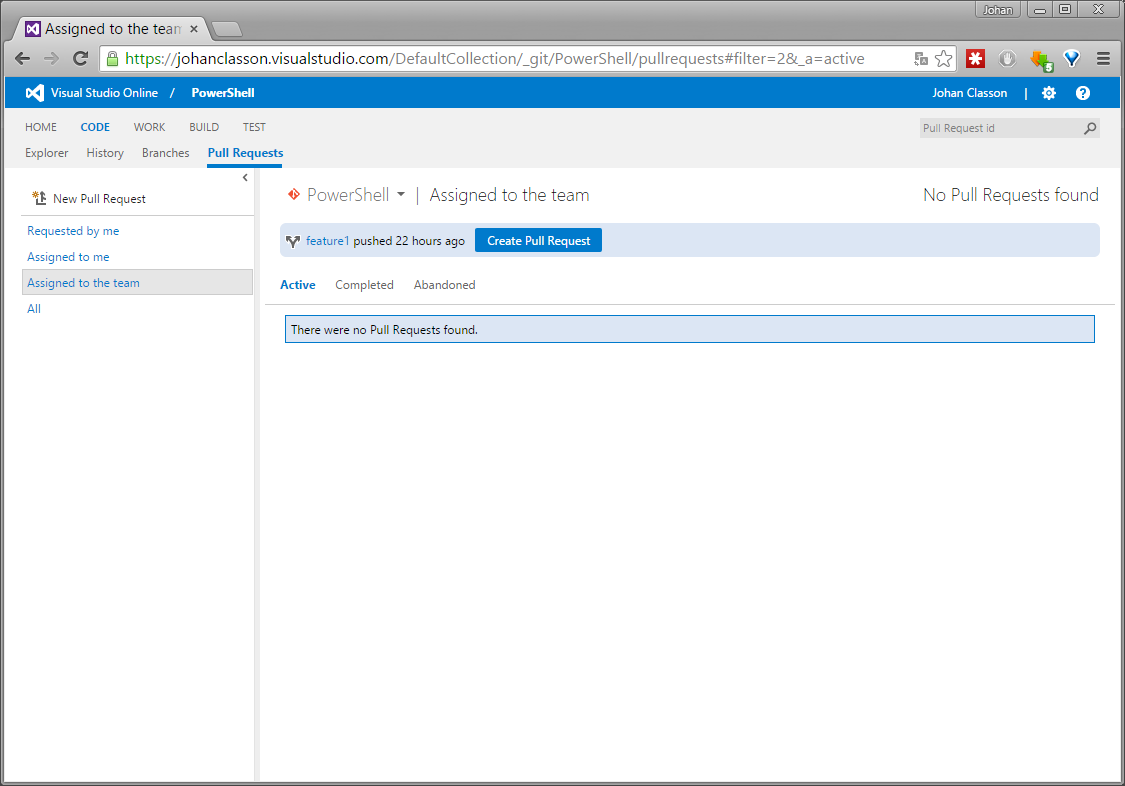 Johan
Assigned to the team
https://johanclasson.visualstudio.com/DefaultCollection/_git/PowerShell/pullrequests#filter=2&_a=active
5
Visual Studio Online / PowerShell Johan Classon | ?
HOME CODE WORK BUILD TEST Pull Request id
Explorer History Branches Pull Requests
New Pull Request
Requested by me
Assigned to me
Assigned to the team
All
PowerShell | Assigned to the team No Pull Requests found
feature1 pushed 22 hours ago Create Pull Request
Active Completed Abandoned
There were no Pull Requests found.